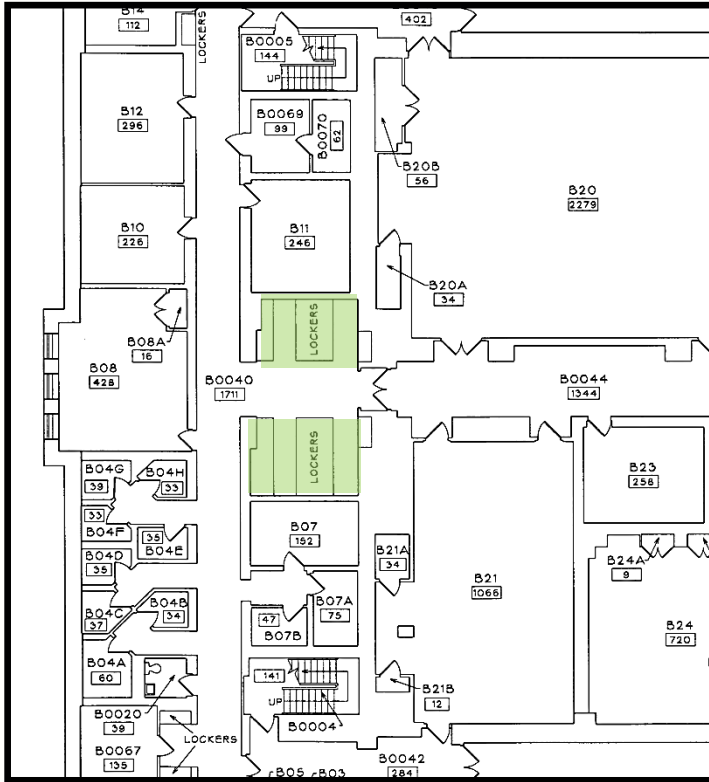 B14
112
LOCKERS
B0005
144
UP
402
B12
296
B0069
99
B0070
62
B20B
56
B20
2279
B10
226
B11
246
B20A
34
B08A
16
LOCKERS
B08
428
B0040
1711
B0044
1344
LOCKERS
B04G
39
B04H
33
33
B04F
35
B04E
B23
258
B07
152
B21A
34
B04D
35
B24A
9
B21
1066
B04C
37
B04B
34
47
B07B
B07A
75
B24
720
B04A
60
141
UP
B0004
B21B
12
B0020
39
LOCKERS
B0067
135
B05
B03
B0042
284